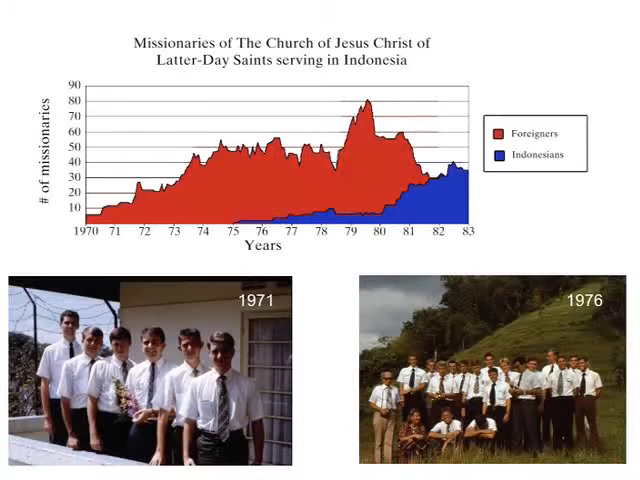 Missionaries of The Church of Jesus Christ of
Latter-Day Saints serving in Indonesia
# of missionaries
90
80
70
60
50
40
30
20
10
1970 71 72 73 74 75 76 77 78 79 80 81 82 83
Years
Foreigners
Indonesians
1971
1976